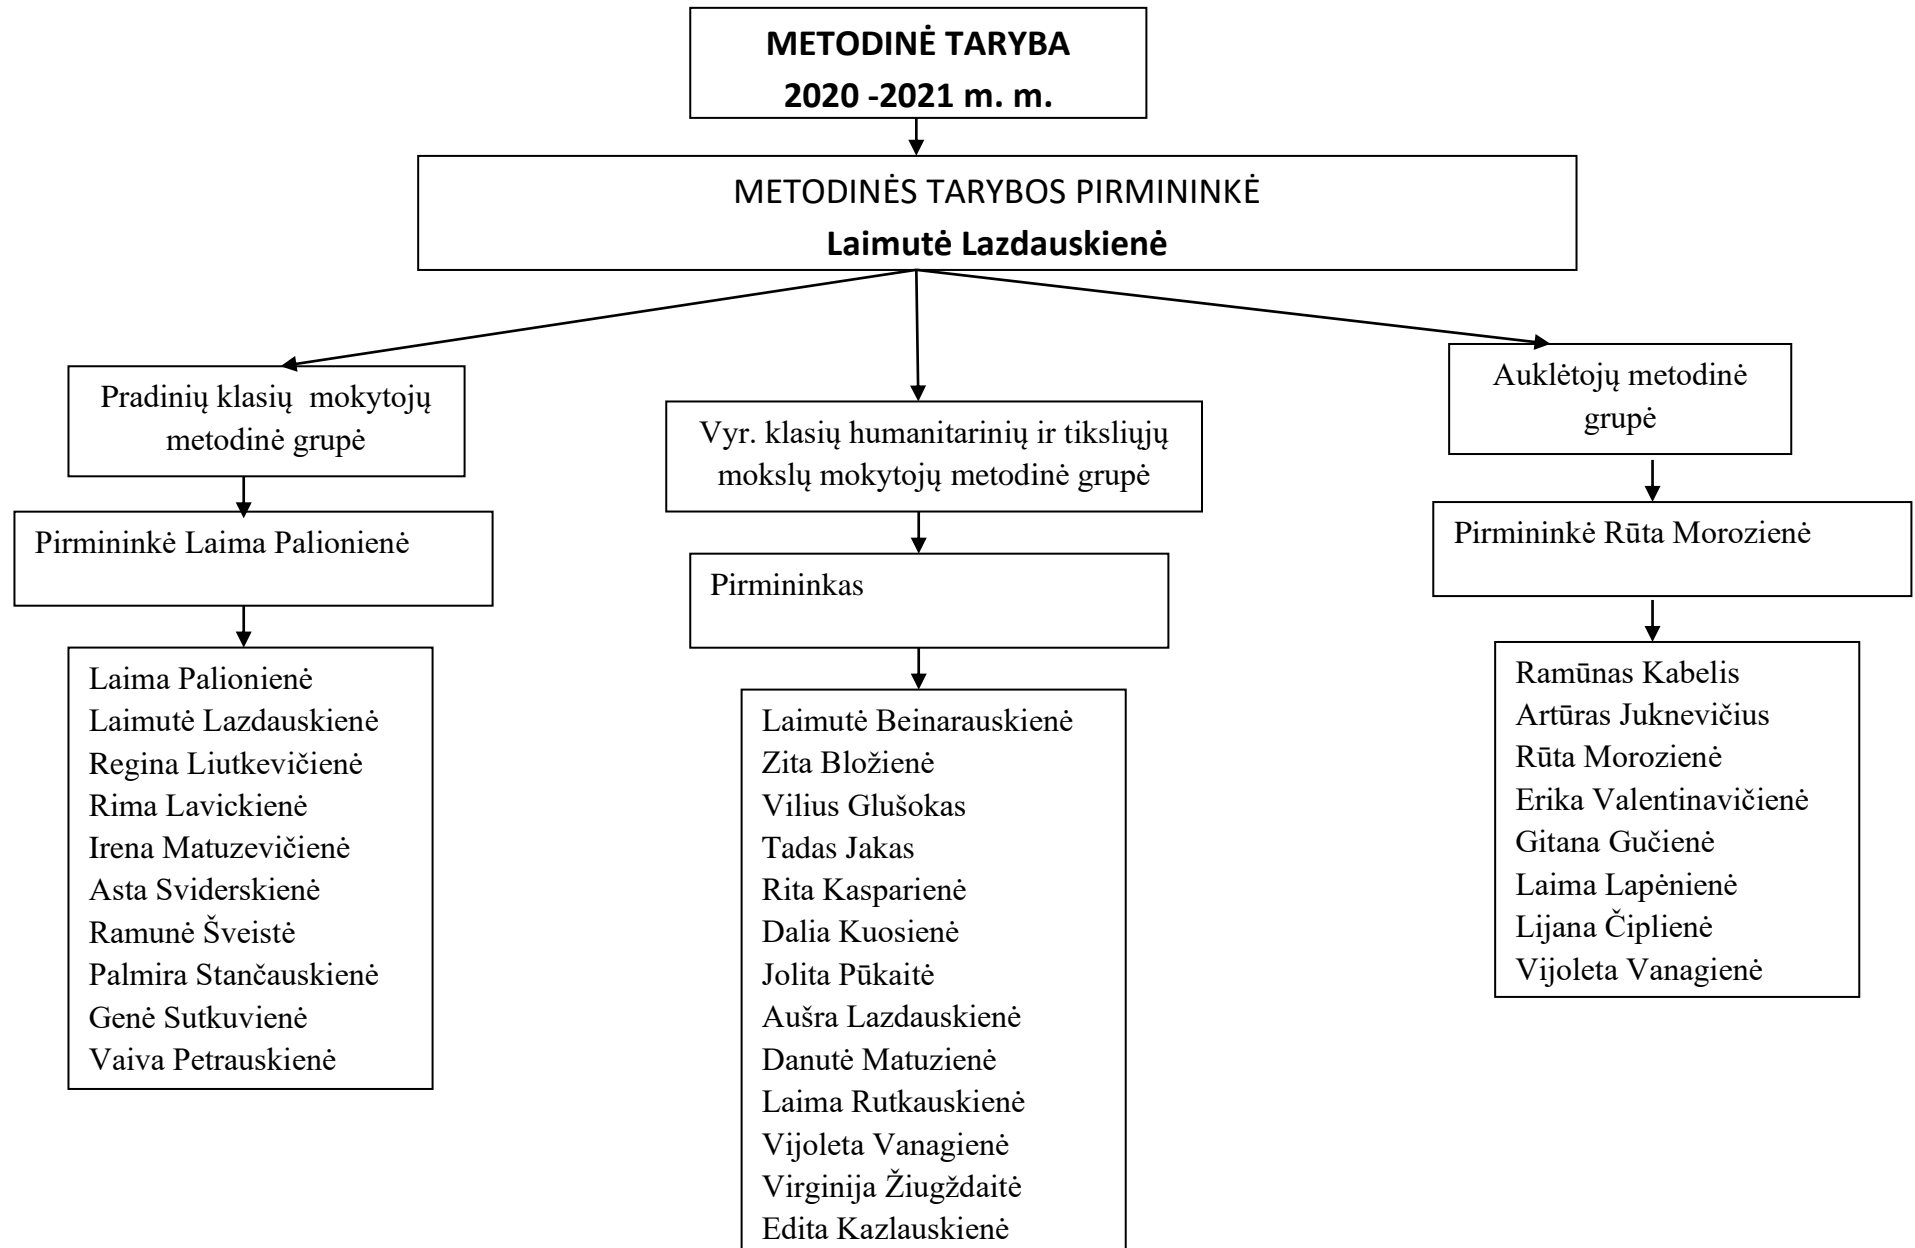 METODINĖ TARYBA
2020 -2021 m. m.
METODINĖS TARYBOS PIRMININKĖ
Laimutė Lazdauskienė
Pradinių klasių mokytojų
metodinė grupė
Pirmininkė Laima Palionienė
Laima Palionienė
Laimutė Lazdauskienė
Regina Liutkevičienė
Rima Lavickienė
Irena Matuzevičienė
Asta Sviderskienė
Ramunė Šveistė
Palmira Stančauskienė
Genė Sutkuvienė
Vaiva Petrauskienė
Vyr. klasių humanitarinių ir tiksliųjų
mokslų mokytojų metodinė grupė
Pirmininkas
Laimutė Beinarauskienė
Zita Bložienė
Vilius Glušokas
Tadas Jakas
Rita Kasparienė
Dalia Kuosienė
Jolita Pūkaitė
Aušra Lazdauskienė
Danutė Matuzienė
Laima Rutkauskienė
Vijoleta Vanagienė
Virginija Žiugždaitė
Edita Kazlauskienė
Auklėtojų metodinė
grupė
Pirmininkė Rūta Morozienė
Ramūnas Kabelis
Artūras Juknevičius
Rūta Morozienė
Erika Valentinavičienė
Gitana Gučienė
Laima Lapėnienė
Lijana Čiplienė
Vijoleta Vanagienė